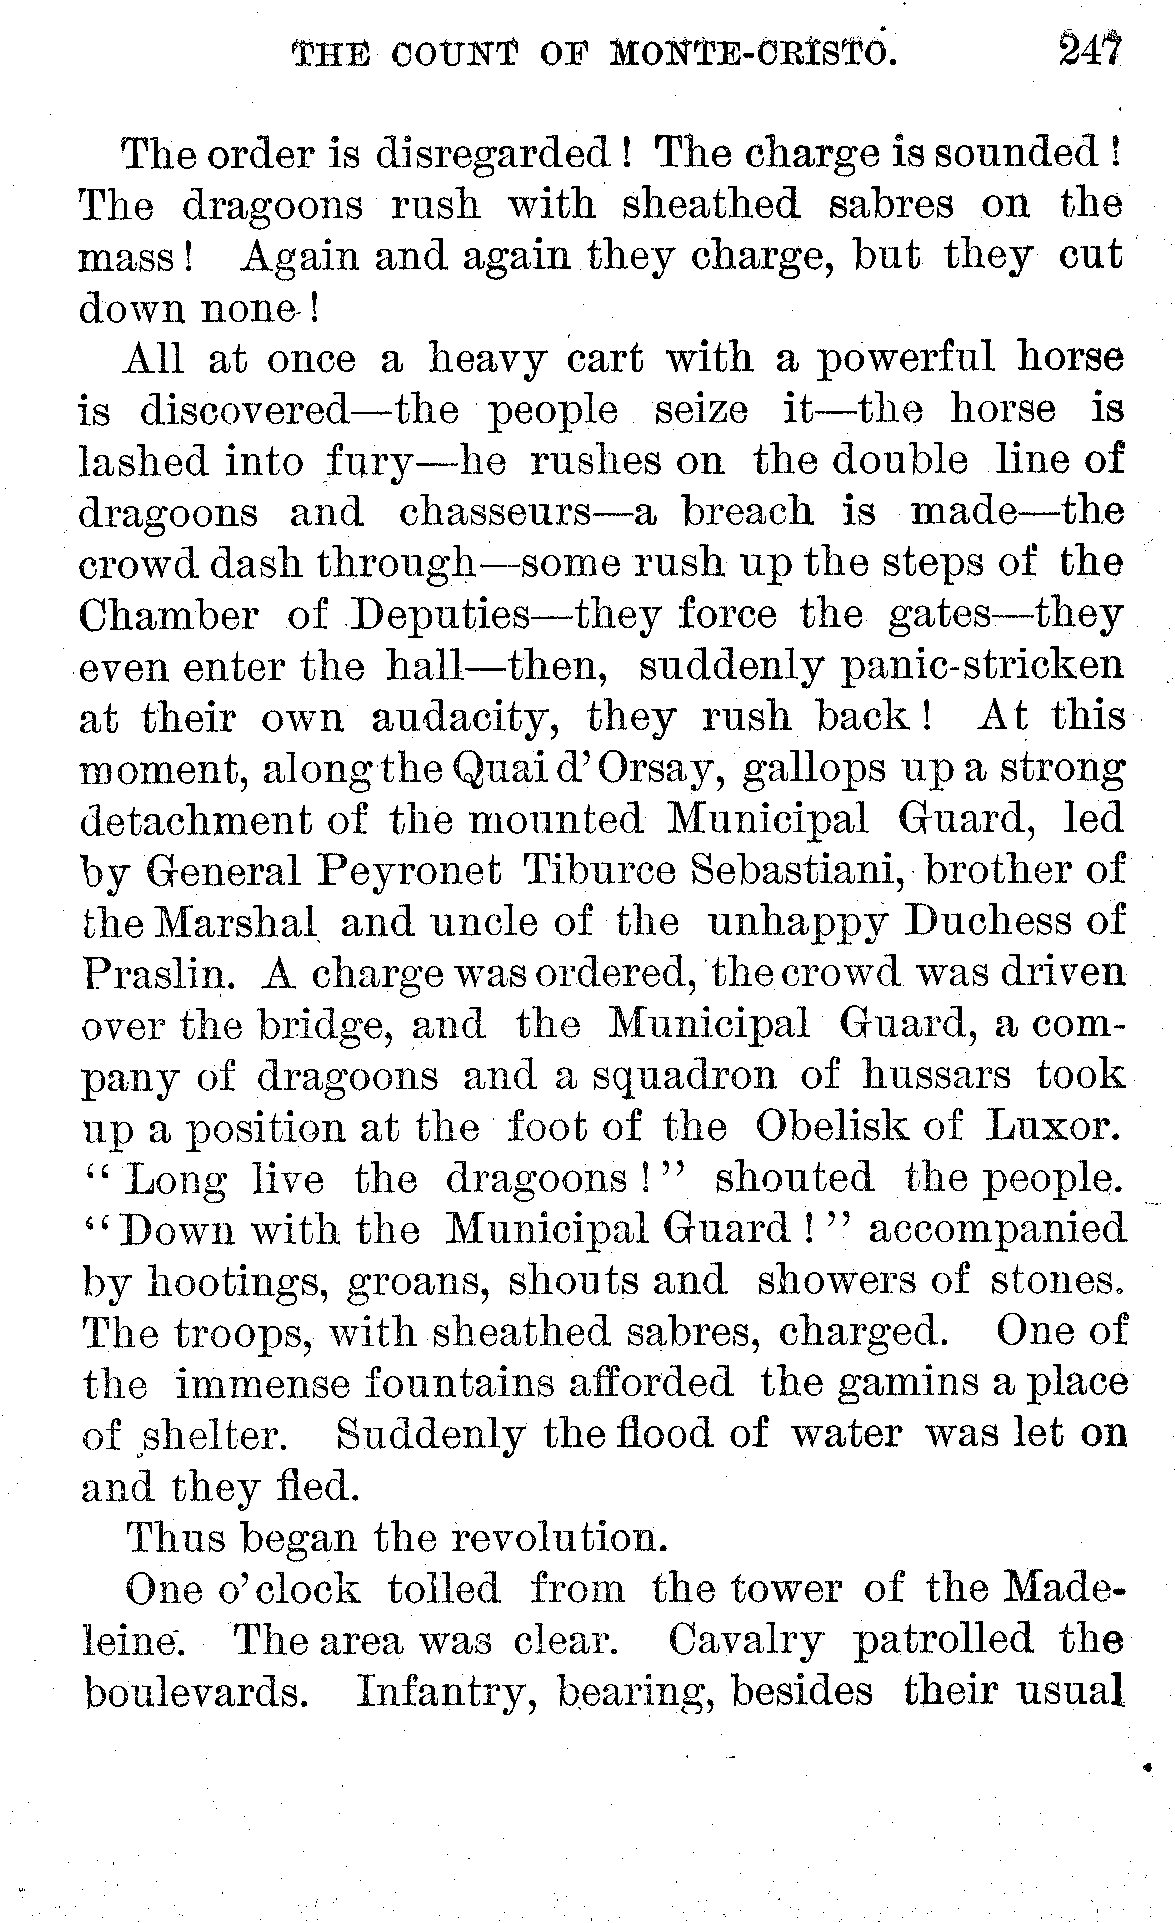 THE COUNT OF MONTE-CRISTO. 247
The order is disregarded! The charge is sounded!
The dragoons rush with sheathed sabres on the
mass! Again and again they charge, but they cut
down none!
All at once a heavy cart with a powerful horse
is discovered—the people seize it—the horse is
lashed into fury—he rushes on the double line of
dragoons and chasseurs—a breach is made—the
crowd dash through—some rush up the steps of the
Chamber of Deputies—they force the gates—they
even enter the hall—then, suddenly panic-stricken
at their own audacity, they rush back! At this
moment, along the Quai d'Orsay, gallops up a strong
detachment of the mounted Municipal Guard, led
by General Peyronet Tiburce Sebastiani, brother of
the Marshal and uncle of the unhappy Duchess of
Praslin. A charge was ordered, the crowd was driven
over the bridge, and the Municipal Guard, a com-
pany of dragoons and a squadron of hussars took
up a position at the foot of the Obelisk of Luxor.
"Long live the dragoons!" shouted the people.
"Down with the Municipal Guard!" accompanied
by hootings, groans, shouts and showers of stones.
The troops, with sheathed sabres, charged. One of
the immense fountains afforded the gamins a place
of shelter. Suddenly the flood of water was let on
and they fled.
Thus began the revolution.
One o'clock tolled from the tower of the Made-
leine. The area was clear. Cavalry patrolled the
boulevards. Infantry, bearing, besides their usual